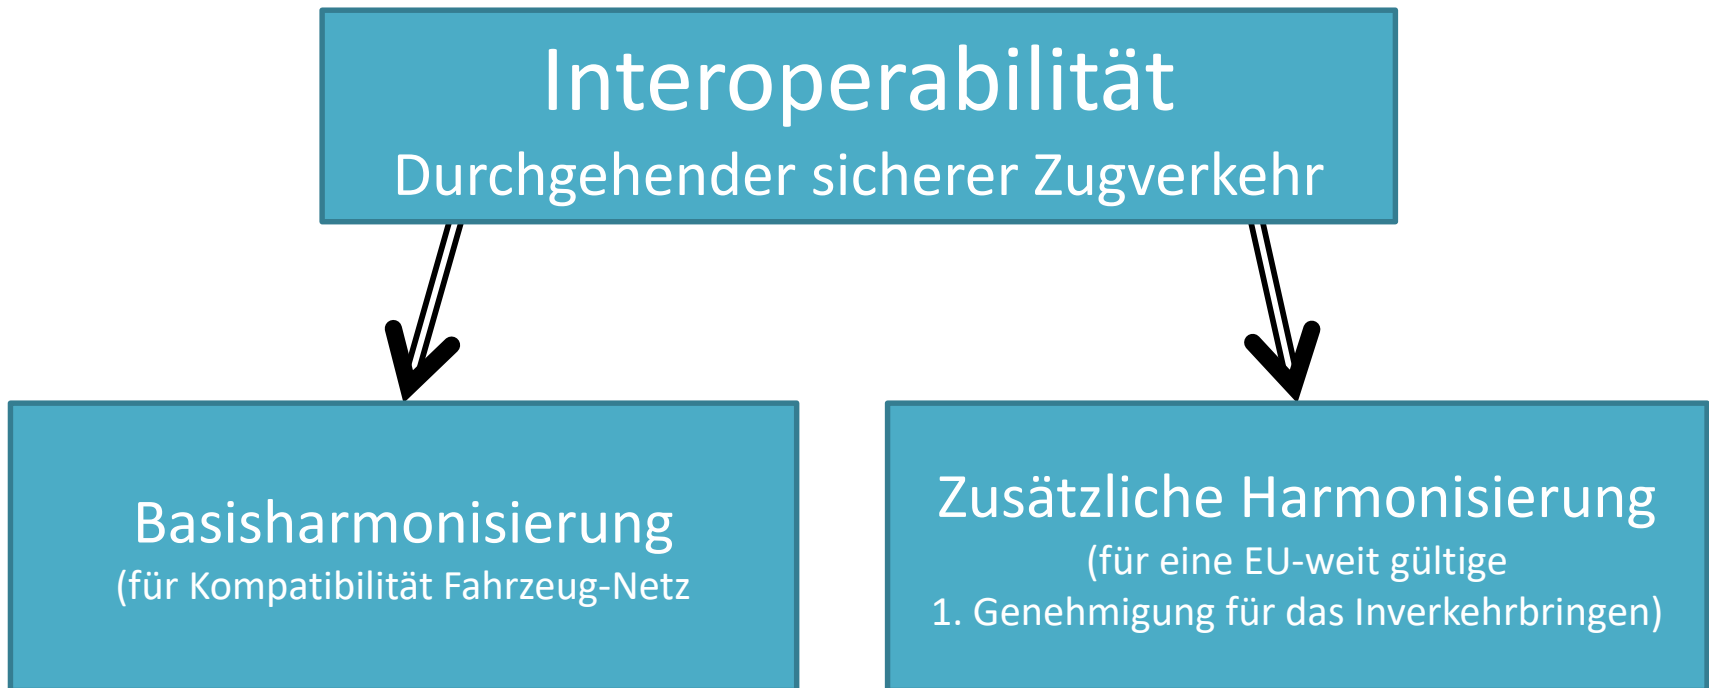 Interoperabilität
Durchgehender sicherer Zugverkehr
Basisharmonisierung
(für Kompatibilität Fahrzeug-Netz
Zusätzliche Harmonisierung
(für eine EU-weit gültige
1. Genehmigung für das Inverkehrbringen)